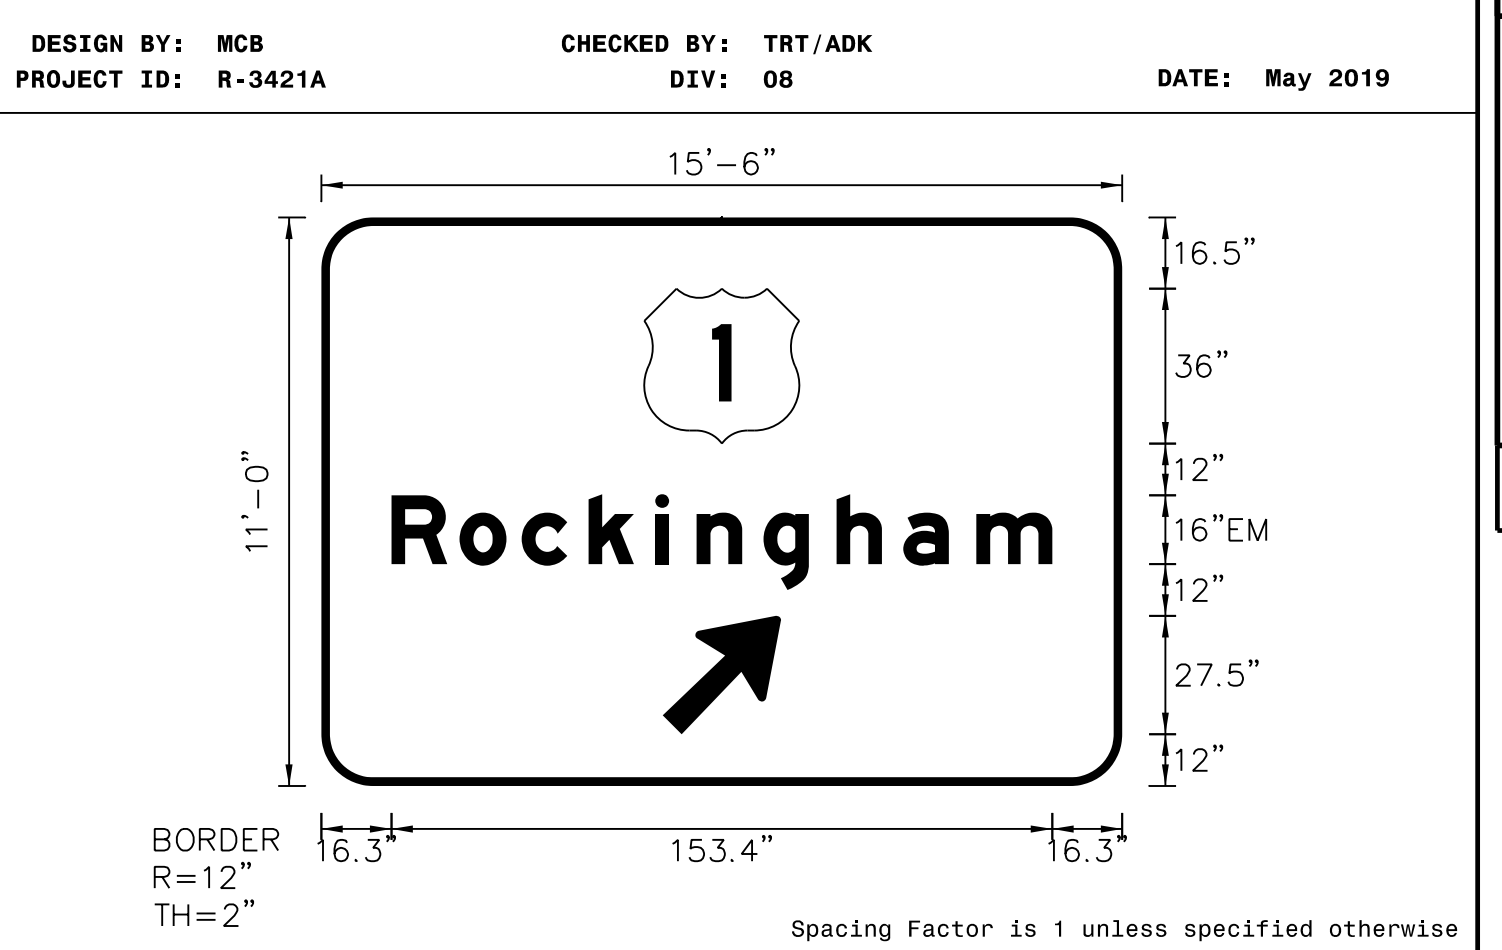 DESIGN BY: MCB CHECKED BY: TRT/ADK
PROJECT ID: R-3421A DIV: 08 DATE: May 2019
15’–6”
16.5”
1
36”
12”
11’–0”
Rockingham
16”EM
12”
27.5”
12”
16.3” 153.4” 16.3”
BORDER
R=12”
TH=2”
Spacing Factor is 1 unless specified otherwise